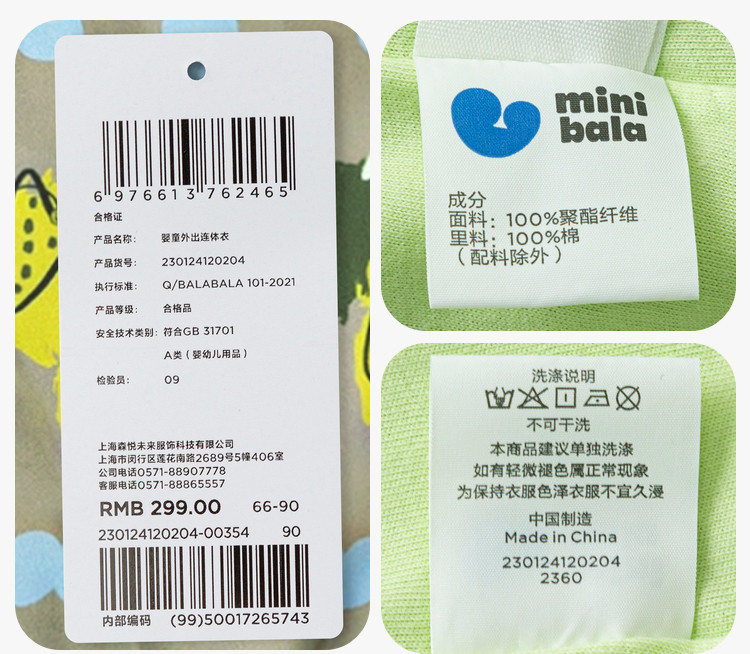 6 976613 762465
合格证
产品名称： 婴童外出连体衣
产品货号： 230124120204
执行标准： Q/BALABALA 101-2021
产品等级： 合格品
安全技术类别：符合GB 31701
A类（婴幼儿用品）
检验员： 09
上海森悦未来服饰科技有限公司
上海市闵行区莲花南路2689号5幢406室
公司电话0571-88907778
客服电话0571-88865557
RMB 299.00 66-90
230124120204-00354 90
内部编码 (99)50017265743
mini
bala
成分
面料：100%聚酯纤维
里料：100%棉
（配料除外）
洗涤说明
不可干洗
本商品建议单独洗涤
如有轻微褪色属正常现象
为保持衣服色泽衣服不宜久浸
中国制造
Made in China
230124120204
2360